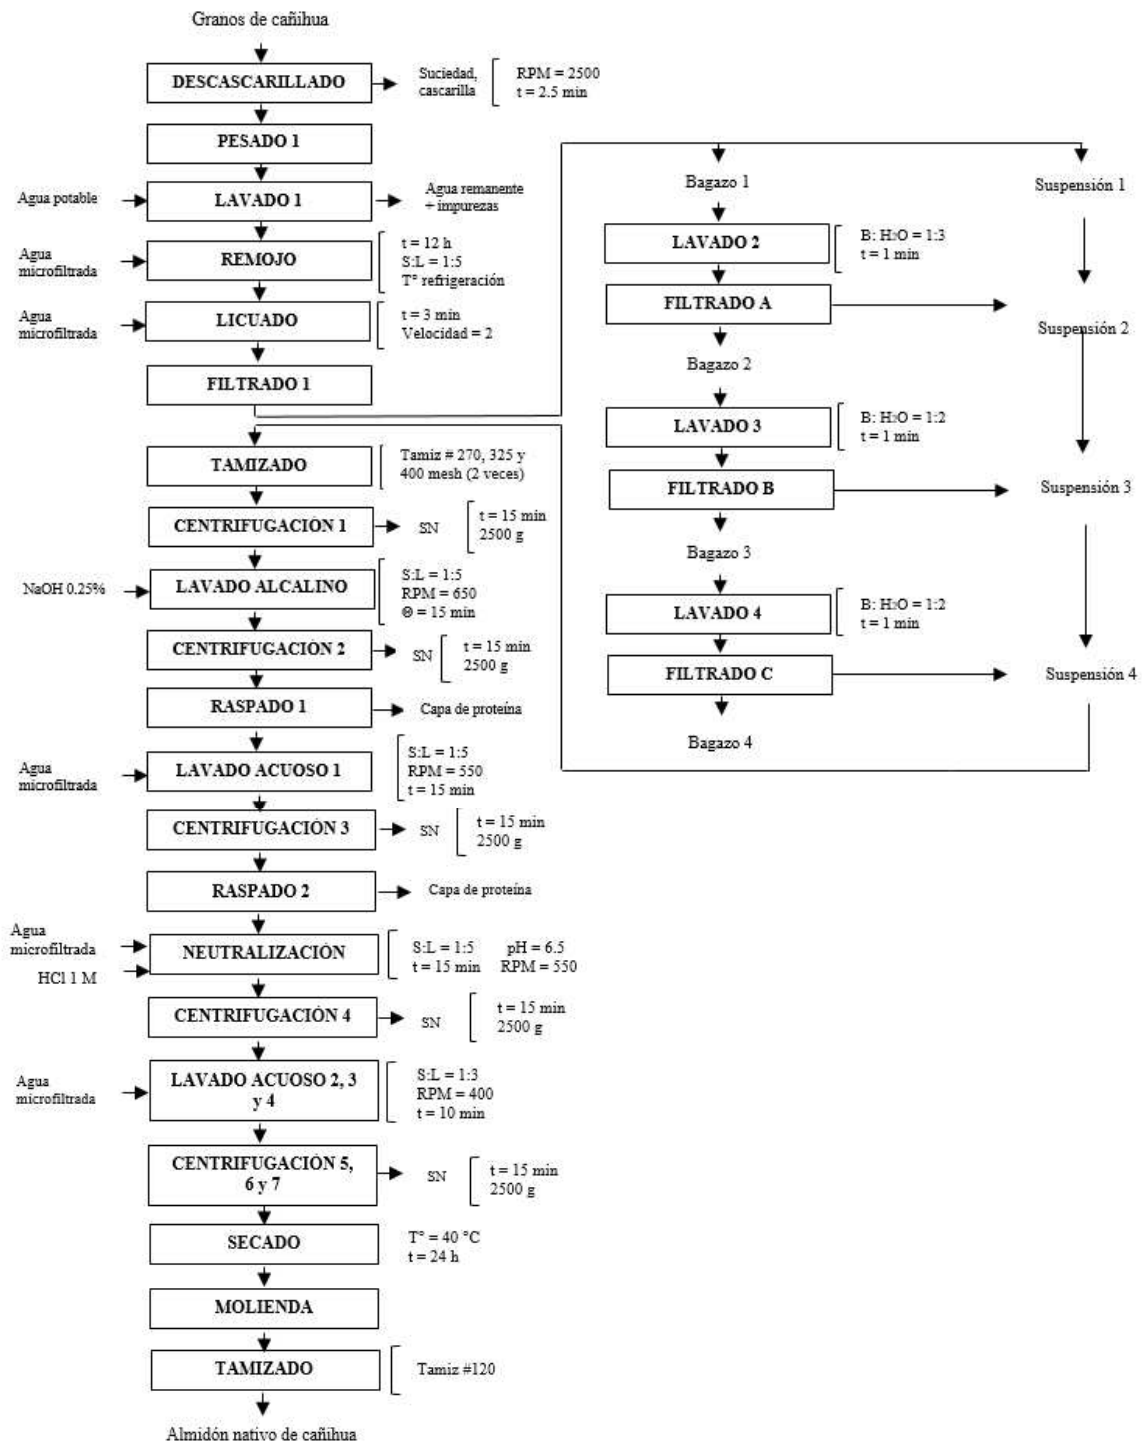 Granos de cañihua
DESCASCARILLADO
Suciedad,
cascarilla
RPM = 2500
t = 2.5 min
PESADO 1
Agua potable
LAVADO 1
Agua remanente
+ impurezas
Agua
microfiltrada
REMOJO
t = 12 h
S:L = 1:5
T° refrigeración
Agua
microfiltrada
LICUADO
t = 3 min
Velocidad = 2
FILTRADO 1
Bagazo 1
Suspensión 1
LAVADO 2
B: H2O = 1:3
t = 1 min
FILTRADO A
Suspensión 2
Bagazo 2
LAVADO 3
B: H2O = 1:2
t = 1 min
FILTRADO B
Suspensión 3
Bagazo 3
LAVADO 4
B: H2O = 1:2
t = 1 min
FILTRADO C
Suspensión 4
Bagazo 4
TAMIZADO
Tamiz # 270, 325 y
400 mesh (2 veces)
CENTRIFUGACIÓN 1
SN
t = 15 min
2500 g
NaOH 0.25%
LAVADO ALCALINO
S:L = 1:5
RPM = 650
Θ = 15 min
CENTRIFUGACIÓN 2
SN
t = 15 min
2500 g
RASPADO 1
Capa de proteína
Agua
microfiltrada
LAVADO ACUOSO 1
S:L = 1:5
RPM = 550
t = 15 min
CENTRIFUGACIÓN 3
SN
t = 15 min
2500 g
RASPADO 2
Capa de proteína
Agua
microfiltrada
HCl 1 M
NEUTRALIZACIÓN
S:L = 1:5 pH = 6.5
t = 15 min RPM = 550
CENTRIFUGACIÓN 4
SN
t = 15 min
2500 g
Agua
microfiltrada
LAVADO ACUOSO 2, 3
y 4
S:L = 1:3
RPM = 400
t = 10 min
CENTRIFUGACIÓN 5,
6 y 7
SN
t = 15 min
2500 g
SECADO
T° = 40 °C
t = 24 h
MOLIENDA
TAMIZADO
Tamiz #120
Almidón nativo de cañihua